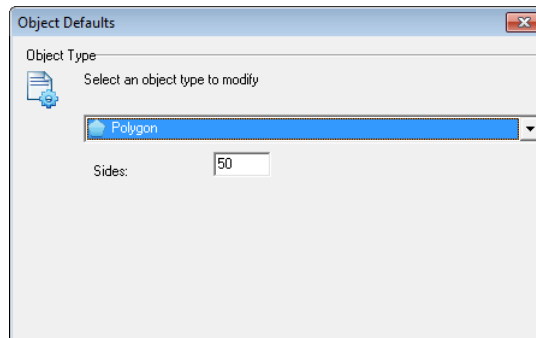 Object Defaults
Object Type
Select an object type to modify
Polygon
Sides: 50